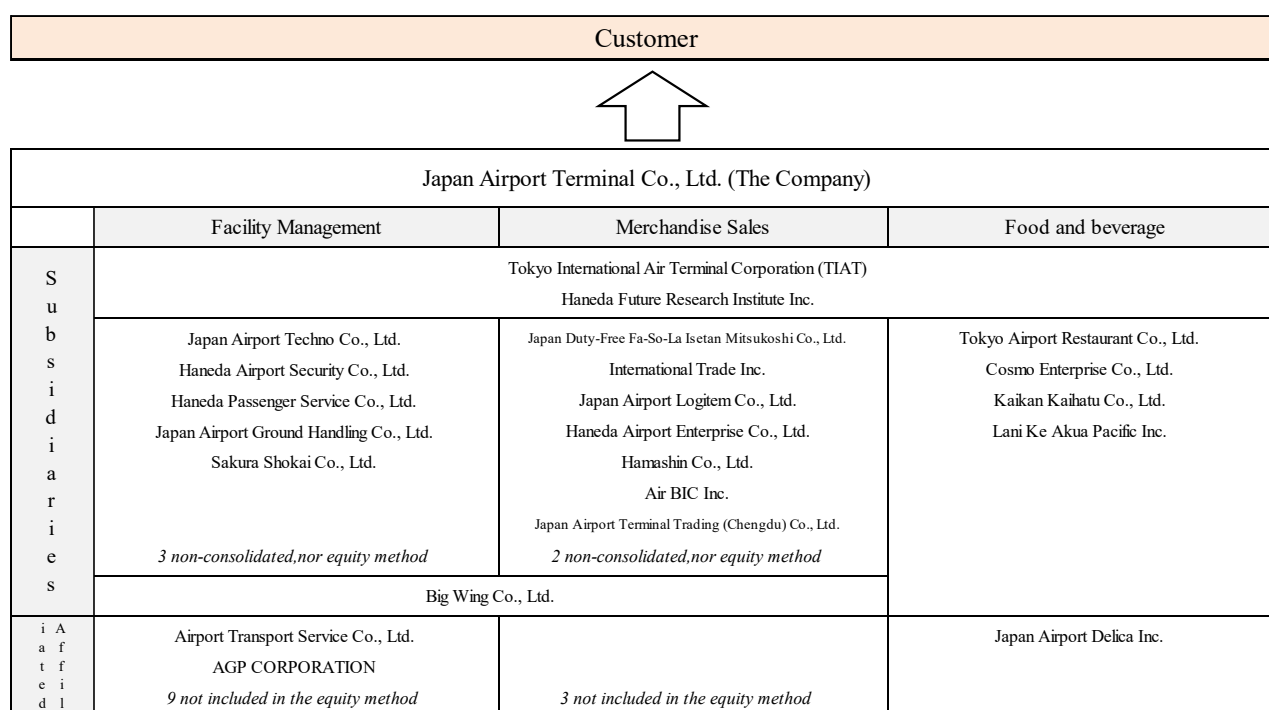 Customer
Japan Airport Terminal Co., Ltd. (The Company)
Facility Management
Merchandise Sales
Food and beverage
Subsidiaries
Tokyo International Air Terminal Corporation (TIAT)
Haneda Future Research Institute Inc.
Japan Airport Techno Co., Ltd.
Haneda Airport Security Co., Ltd.
Haneda Passenger Service Co., Ltd.
Japan Airport Ground Handling Co., Ltd.
Sakura Shokai Co., Ltd.
3 non-consolidated,nor equity method
Japan Duty-Free Fa-So-La Isetan Mitsukoshi Co., Ltd.
International Trade Inc.
Japan Airport Logitem Co., Ltd.
Haneda Airport Enterprise Co., Ltd.
Hamashin Co., Ltd.
Air BIC Inc.
Japan Airport Terminal Trading (Chengdu) Co., Ltd.
2 non-consolidated,nor equity method
Tokyo Airport Restaurant Co., Ltd.
Cosmo Enterprise Co., Ltd.
Kaikan Kaihatu Co., Ltd.
Lani Ke Akua Pacific Inc.
Big Wing Co., Ltd.
Affiliated
Airport Transport Service Co., Ltd.
AGP CORPORATION
9 not included in the equity method
3 not included in the equity method
Japan Airport Delica Inc.